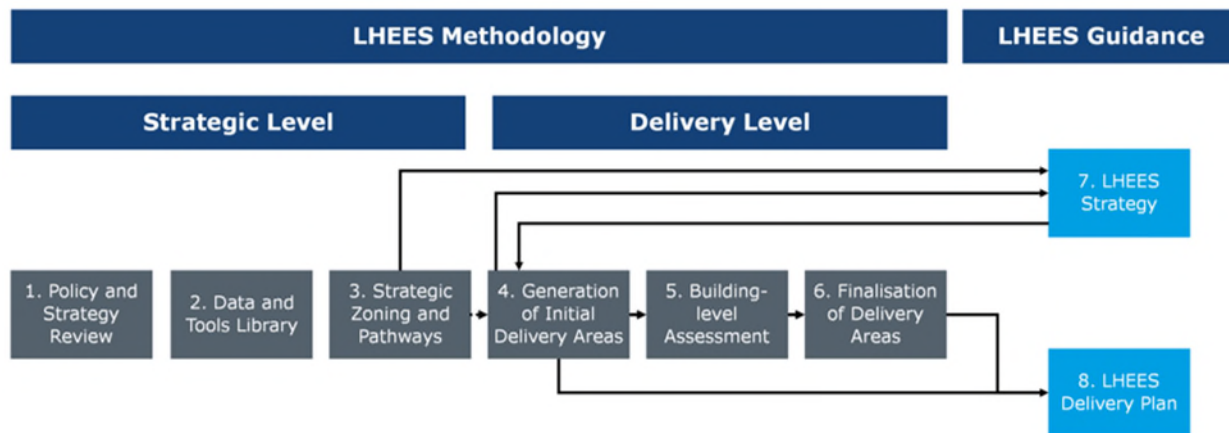 LHEES Methodology
LHEES Guidance
Strategic Level
Delivery Level
7. LHEES
Strategy
1. Policy and
Strategy
Review
2. Data and
Tools Library
3. Strategic
Zoning and
Pathways
4. Generation
of Initial
Delivery Areas
5. Building-
level
Assessment
6. Finalisation
of Delivery
Areas
8. LHEES
Delivery Plan